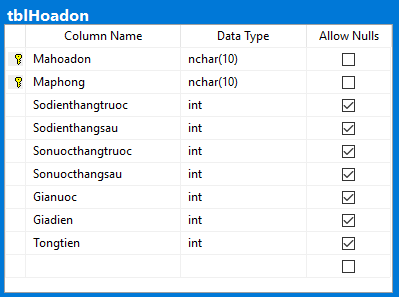 tblHoadon
Column Name Data Type Allow Nulls
Mahoadon nchar(10)
Maphong nchar(10)
Sodienthangtruoc int
Sodienthangsau int
Sonuocthangtruoc int
Sonuocthangsau int
Gianuoc int
Giadien int
Tongtien int